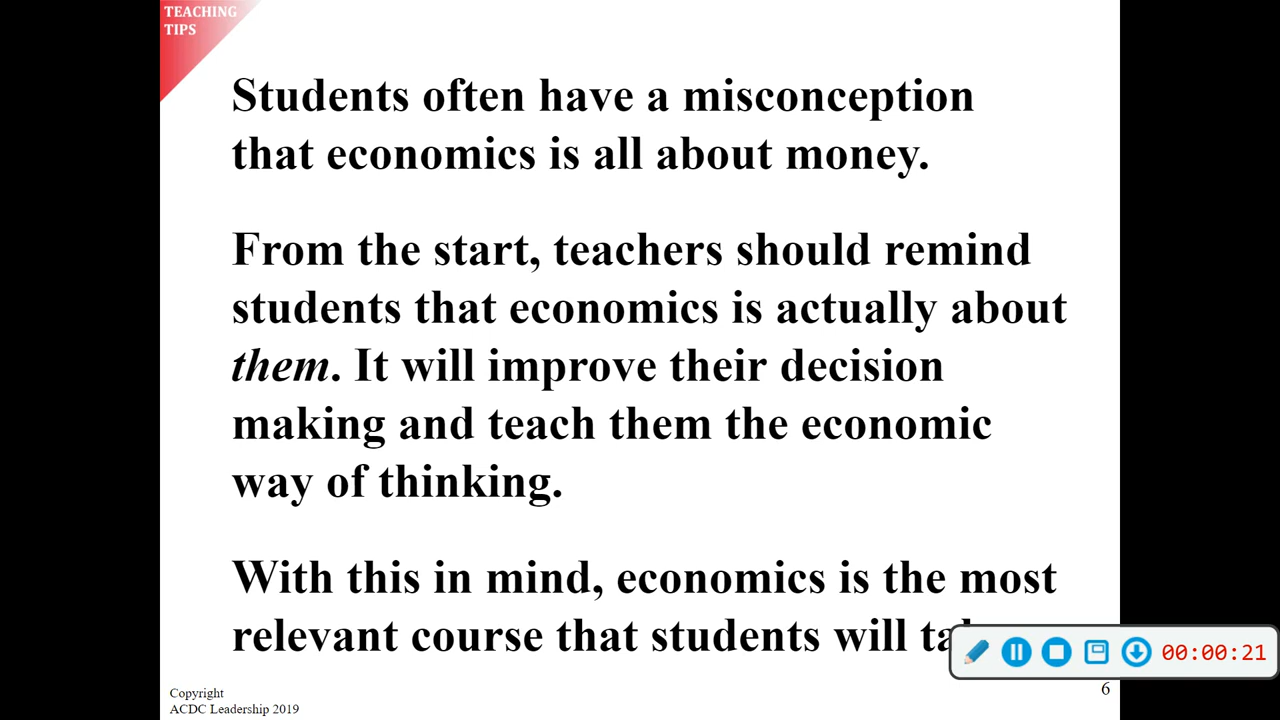 TEACHING
TIPS
Students often have a misconception
that economics is all about money.
From the start, teachers should remind
students that economics is actually about
them. It will improve their decision
making and teach them the economic
way of thinking.
With this in mind, economics is the most
relevant course that students will
00:00:21
Copyright
ACDC Leadership 2019
6